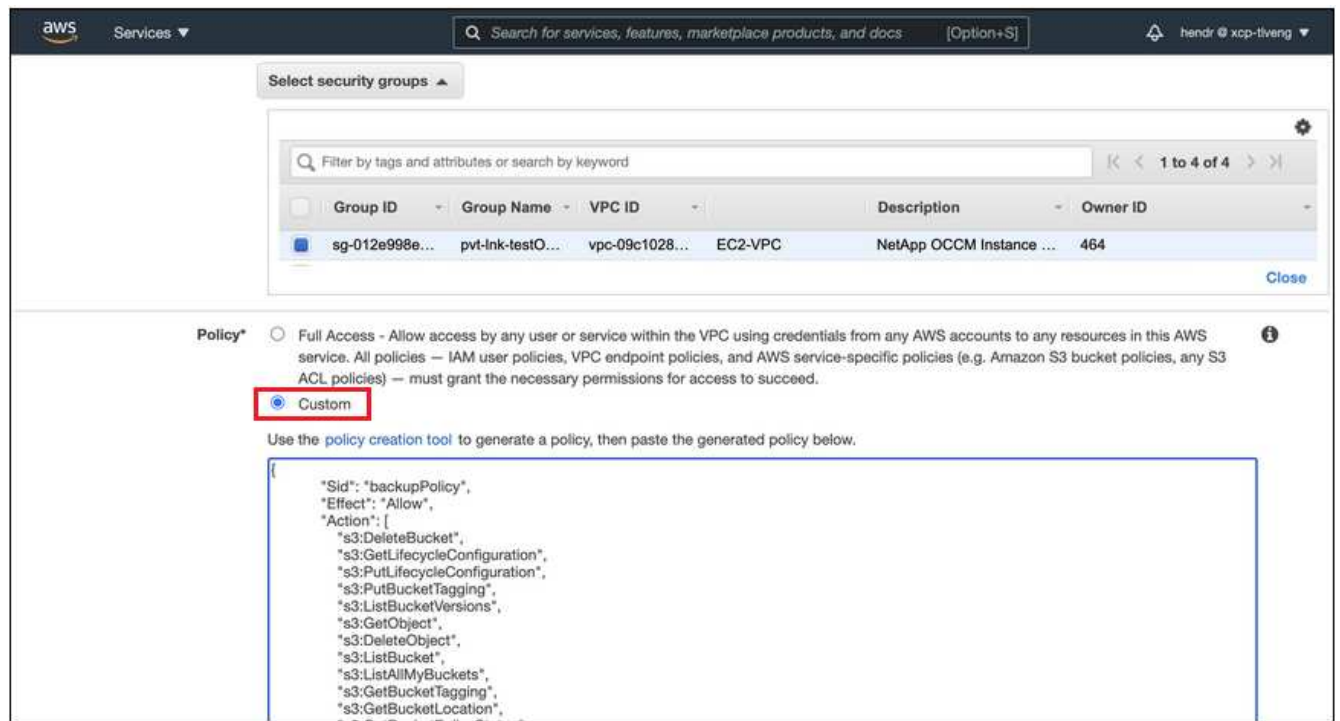 aws
Services ▼
Search for services, features, marketplace products, and docs [Option+S]
hendr @ xcp-tlveng ▼
Select security groups ▲
Filter by tags and attributes or search by keyword
1 to 4 of 4
Group ID Group Name VPC ID Description Owner ID
sg-012e998e... pvt-lnk-testO... vpc-09c1028... EC2-VPC NetApp OCCM Instance ... 464
Close
Policy* Full Access - Allow access by any user or service within the VPC using credentials from any AWS accounts to any resources in this AWS
service. All policies — IAM user policies, VPC endpoint policies, and AWS service-specific policies (e.g. Amazon S3 bucket policies, any S3
ACL policies) — must grant the necessary permissions for access to succeed.
Custom
Use the policy creation tool to generate a policy, then paste the generated policy below.
{
"Sid": "backupPolicy",
"Effect": "Allow",
"Action": [
"s3:DeleteBucket",
"s3:GetLifecycleConfiguration",
"s3:PutLifecycleConfiguration",
"s3:PutBucketTagging",
"s3:ListBucketVersions",
"s3:GetObject",
"s3:DeleteObject",
"s3:ListBucket",
"s3:ListAllMyBuckets",
"s3:GetBucketTagging",
"s3:GetBucketLocation",